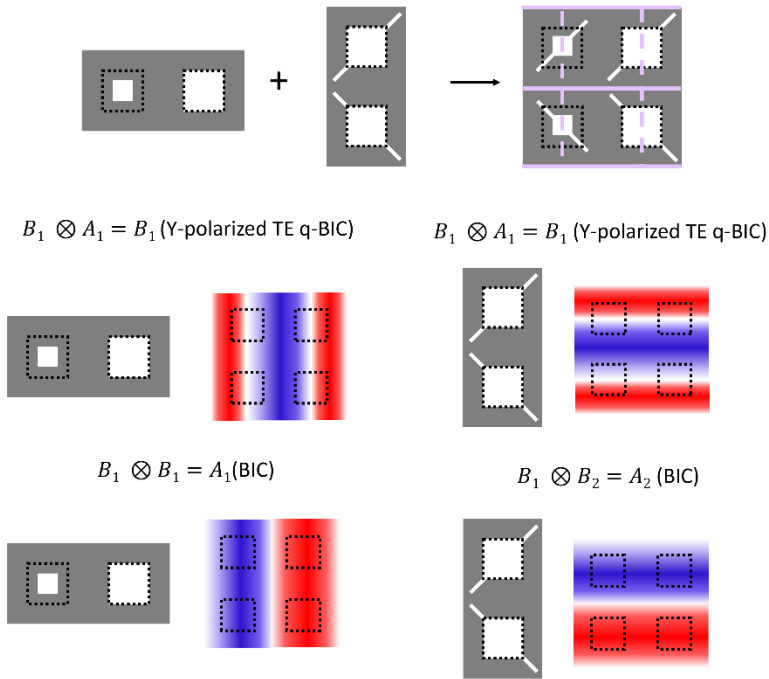 +
B₁ ⊗ A₁ = B₁ (Y-polarized TE q-BIC)
B₁ ⊗ A₁ = B₁ (Y-polarized TE q-BIC)
B₁ ⊗ B₁ = A₁(BIC)
B₁ ⊗ B₂ = A₂ (BIC)